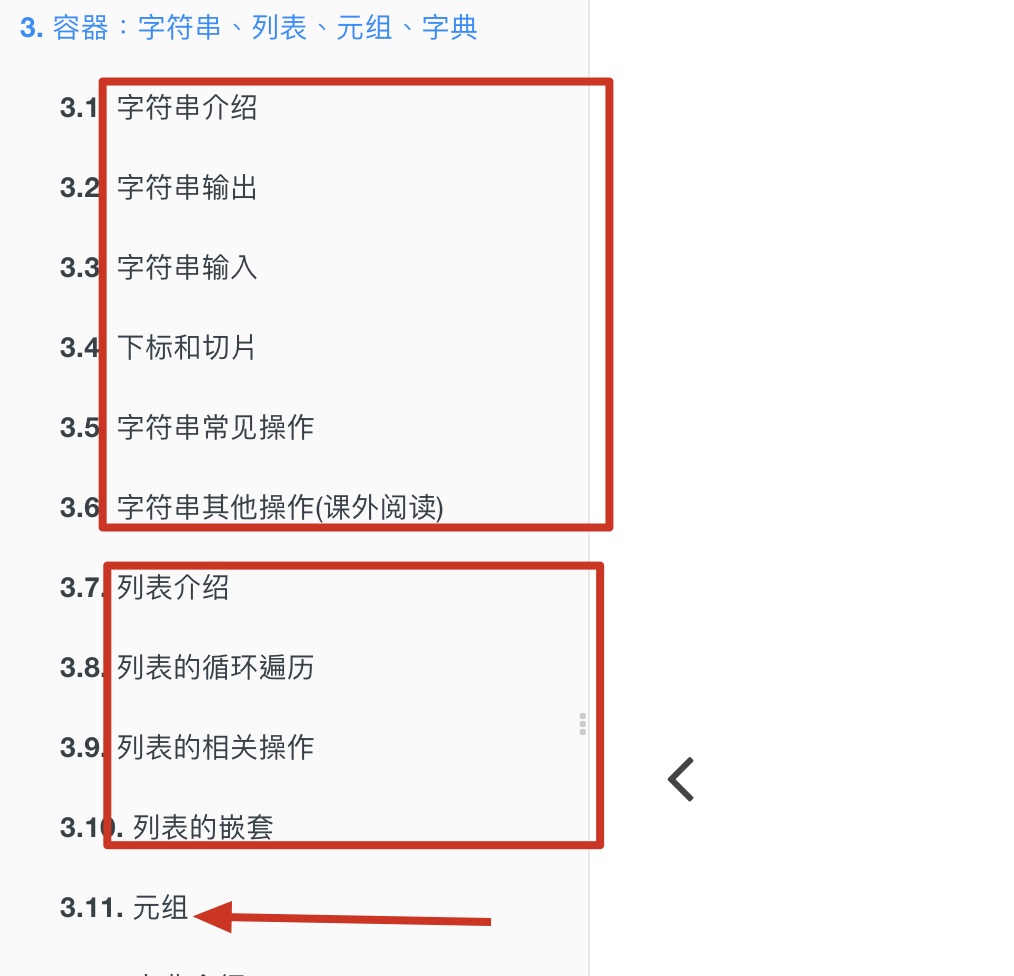 3. 容器：字符串、列表、元组、字典
3.1 字符串介绍
3.2 字符串输出
3.3 字符串输入
3.4 下标和切片
3.5 字符串常见操作
3.6 字符串其他操作(课外阅读)
3.7. 列表介绍
3.8. 列表的循环遍历
3.9. 列表的相关操作
3.10. 列表的嵌套
3.11. 元组